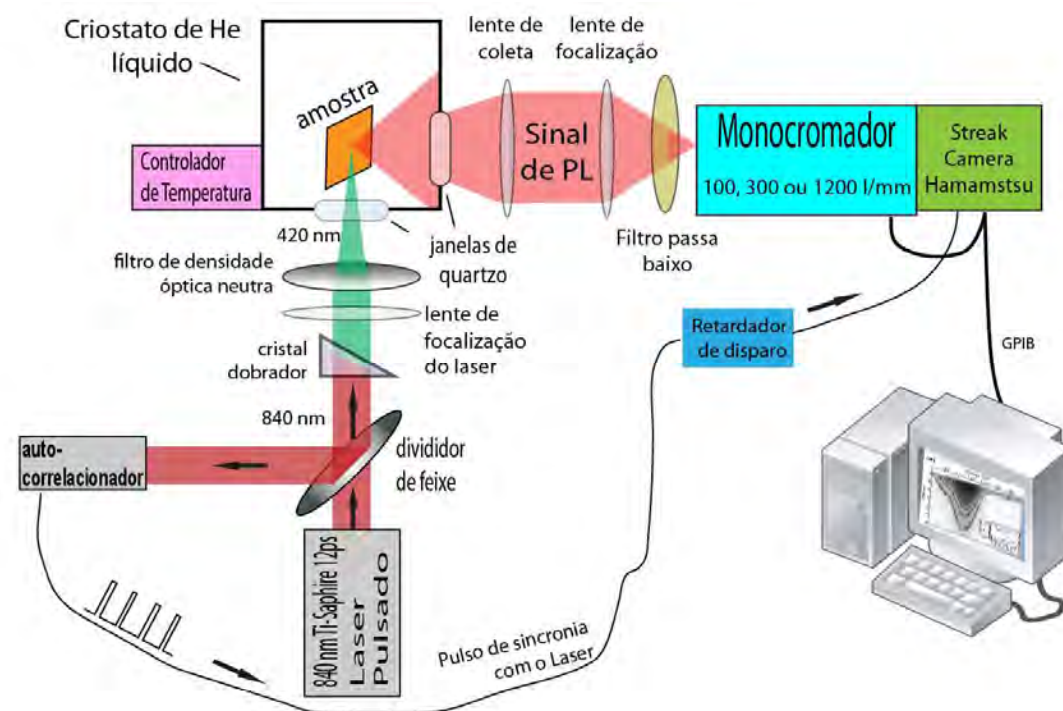 Criostato de He
líquido
amostra
lente de
coleta
lente de
focalização
Sinal
de PL
Monocromador
100, 300 ou 1200 l/mm
Streak
Camera
Hamamstsu
Controlador
de Temperatura
420 nm
janelas de
quartzo
Filtro passa
baixo
filtro de densidade
óptica neutra
lente de
focalização
do laser
cristal
dobrador
Retardador
de disparo
GPIB
840 nm
divididor
de feixe
auto-
correlacionador
840 nm Ti-Saphire 12ps
Laser
Pulsado
Pulso de sincronia
com o Laser